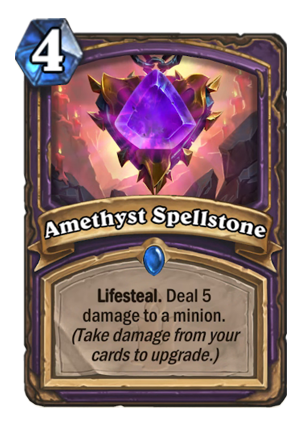 4
Amethyst Spellstone
Lifesteal. Deal 5
damage to a minion.
(Take damage from your
cards to upgrade.)